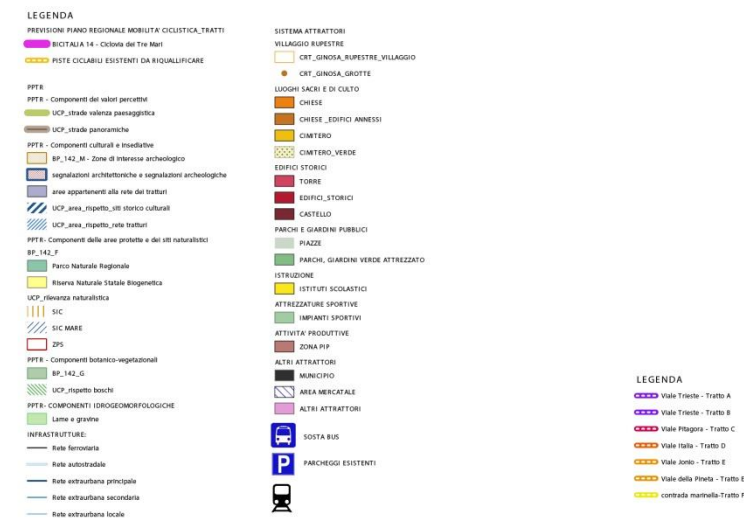 LEGENDA
PREVISIONI PIANO REGIONALE MOBILITA' CICLISTICA_TRATTI
BICITALIA 14 - Ciclovia dei Tre Mari
PISTE CICLABILI ESISTENTI DA RIQUALLIFICARE
PPTR
PPTR - Componenti dei valori percettivi
UCP_strade valenza paesaggistica
UCP_strade panoramiche
PPTR - Componenti culturali e insediative
BP_142_M - Zone di interesse archeologico
segnalazioni architettoniche e segnalazioni archeologiche
aree appartenenti alla rete dei tratturi
UCP_area_rispetto_siti storico culturali
UCP_area_rispetto_rete tratturi
PPTR- Componenti delle aree protette e dei siti naturalistici
BP_142_F
Parco Naturale Regionale
Riserva Naturale Statale Biogenetica
UCP_rilevanza naturalistica
SIC
SIC MARE
ZPS
PPTR - Componenti botanico-vegetazionali
BP_142_G
UCP_rispetto boschi
PPTR- COMPONENTI IDROGEOMORFOLOGICHE
Lame e gravine
INFRASTRUTTURE:
Rete ferroviaria
Rete autostradale
Rete extraurbana principale
Rete extraurbana secondaria
Rete extraurbana locale
SISTEMA ATTRATTORI
VILLAGGIO RUPESTRE
CRT_GINOSA_RUPESTRE_VILLAGGIO
CRT_GINOSA_GROTTE
LUOGHI SACRI E DI CULTO
CHIESE
CHIESE _EDIFICI ANNESSI
CIMITERO
CIMITERO_VERDE
EDIFICI STORICI
TORRE
EDIFICI_STORICI
CASTELLO
PARCHI E GIARDINI PUBBLICI
PIAZZE
PARCHI, GIARDINI VERDE ATTREZZATO
ISTRUZIONE
ISTITUTI SCOLASTICI
ATTREZZATURE SPORTIVE
IMPIANTI SPORTIVI
ATTIVITA' PRODUTTIVE
ZONA PIP
ALTRI ATTRATTORI
MUNICIPIO
AREA MERCATALE
ALTRI ATTRATTORI
SOSTA BUS
P
PARCHEGGI ESISTENTI
LEGENDA
Viale Trieste - Tratto A
Viale Trieste - Tratto B
Viale Pitagora - Tratto C
Viale Italia - Tratto D
Viale Jonio - Tratto E
Viale della Pineta - Tratto E
contrada marinella-Tratto F